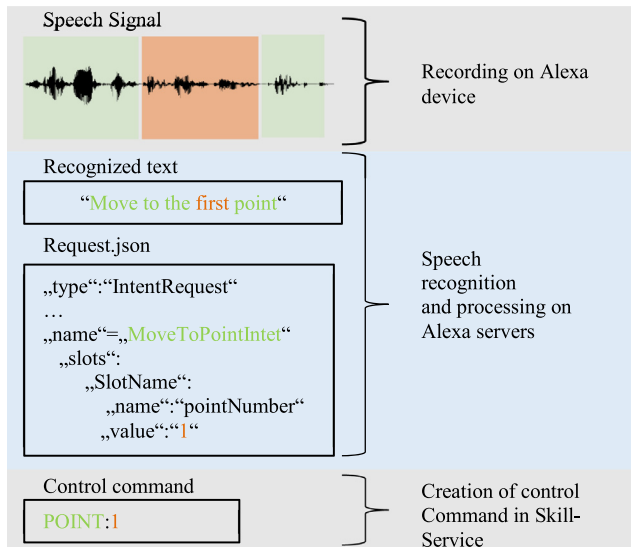 Speech Signal
Recording on Alexa
device
Recognized text
“Move to the first point“
Request.json
„type“:“IntentRequest“
…
„name“=„MoveToPointIntet“
„slots“:
„SlotName“:
„name“:“pointNumber“
„value“:“1“
Speech
recognition
and processing on
Alexa servers
Control command
POINT:1
Creation of control
Command in Skill-
Service